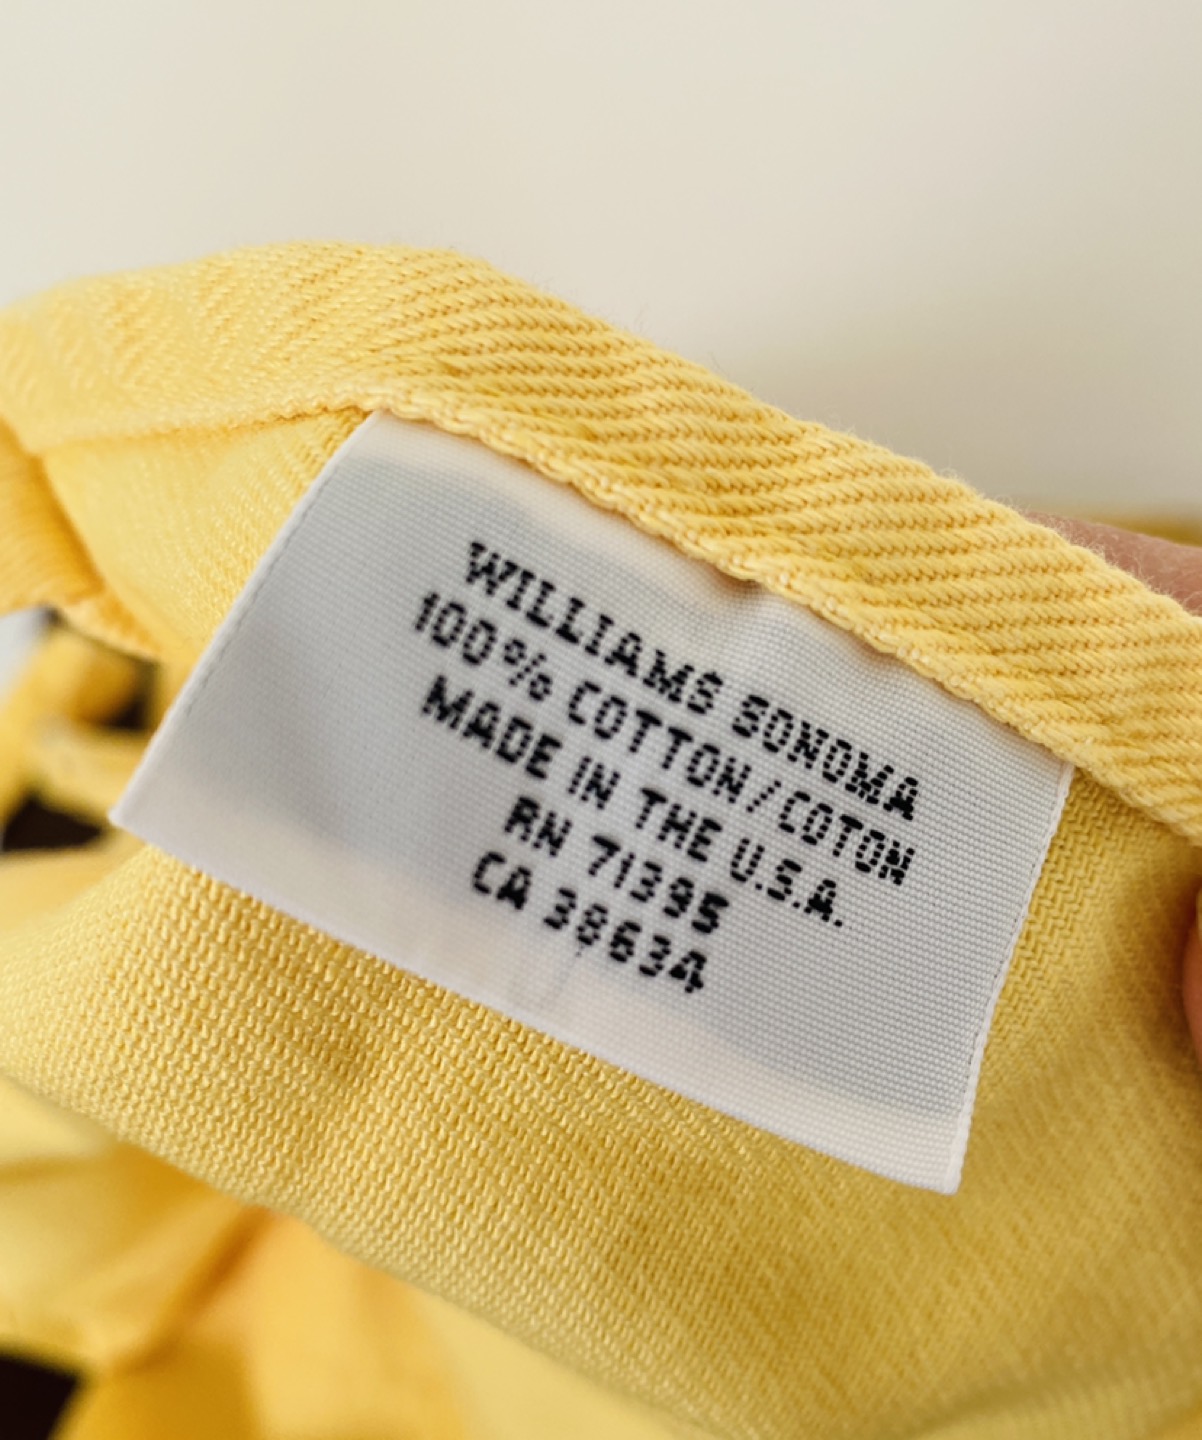 WILLIAMS SONOMA
100% COTTON/COTON
MADE IN THE U.S.A.
RN 71395
CA 38634